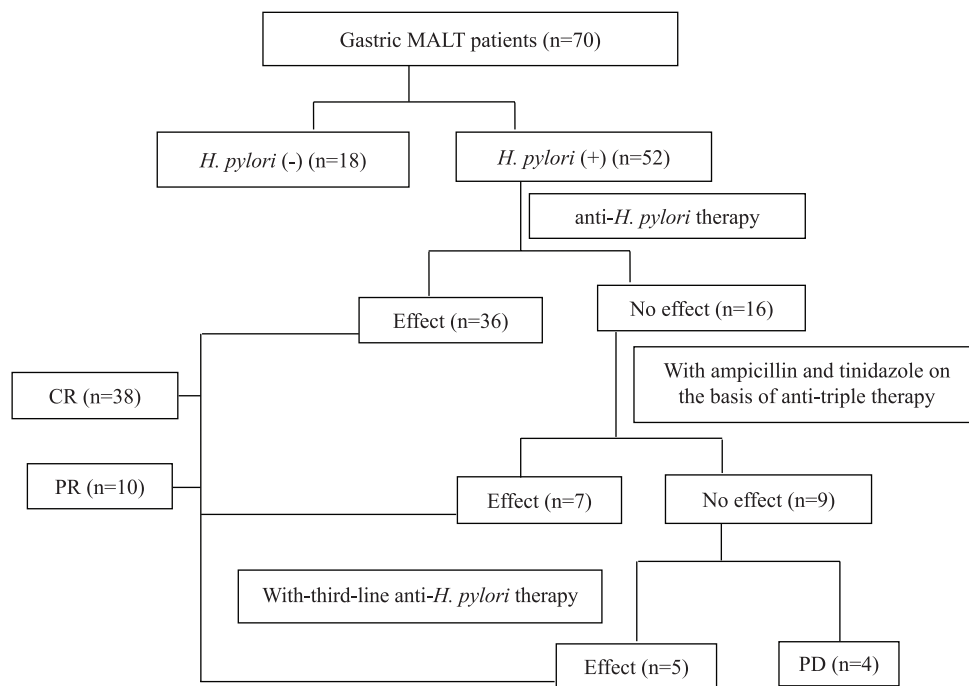 Gastric MALT patients (n=70)
H. pylori (-) (n=18)
H. pylori (+) (n=52)
anti-H. pylori therapy
Effect (n=36)
No effect (n=16)
With ampicillin and tinidazole on
the basis of anti-triple therapy
CR (n=38)
PR (n=10)
Effect (n=7)
No effect (n=9)
With-third-line anti-H. pylori therapy
Effect (n=5)
PD (n=4)